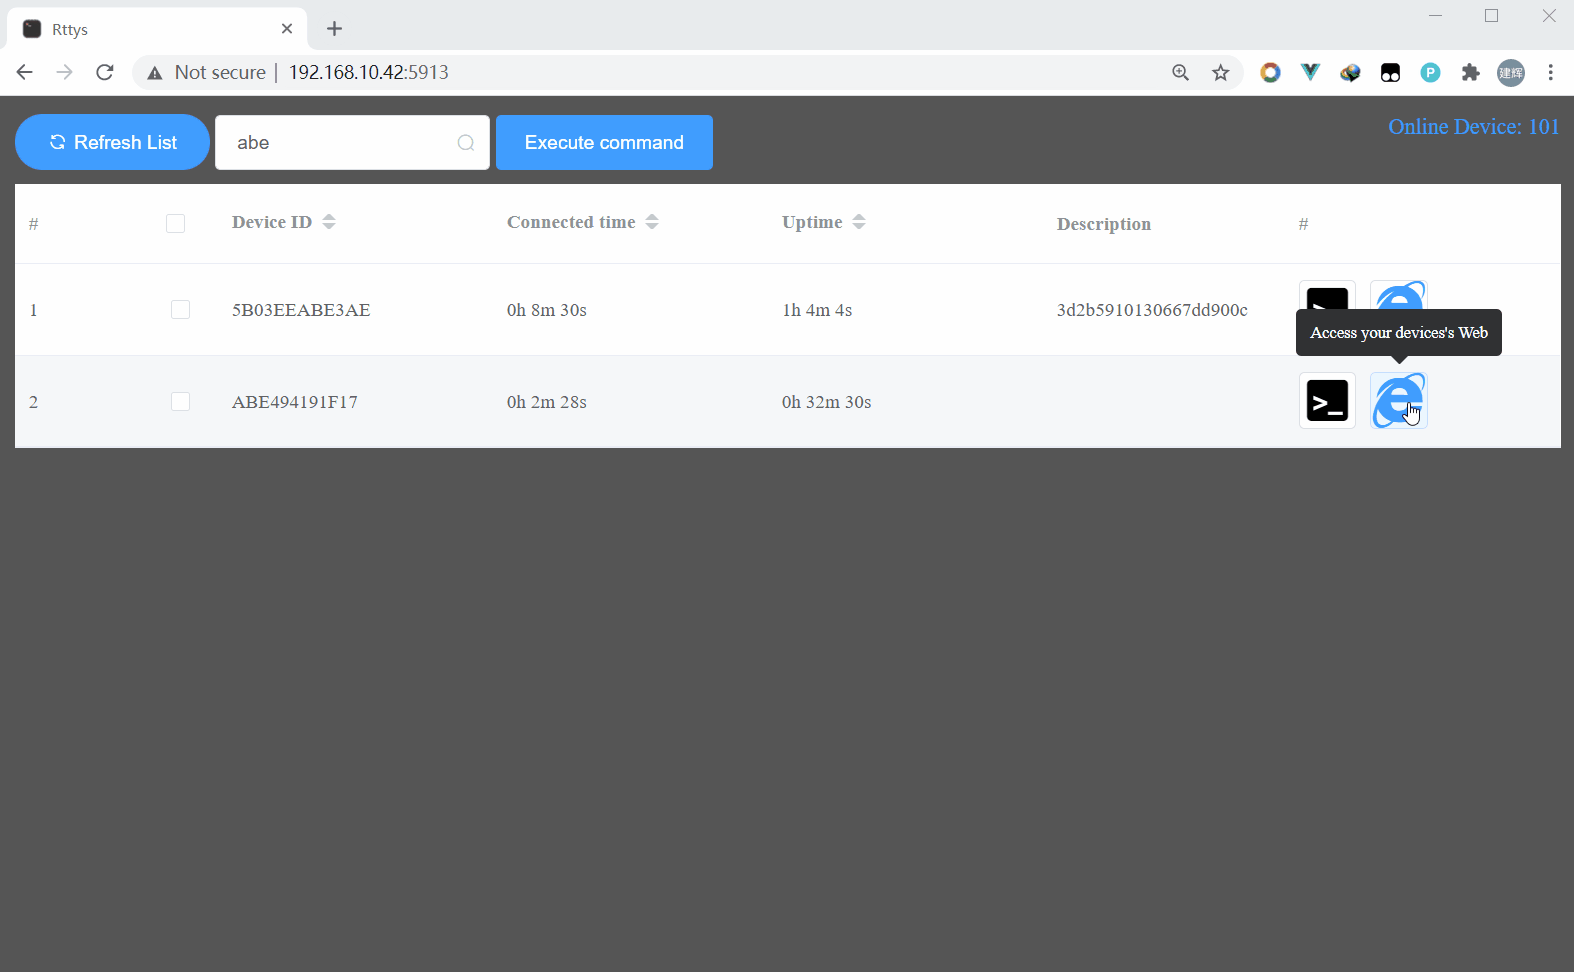 Rttys
Not secure 192.168.10.42:5913
P 建辉
Refresh List abe Execute command Online Device: 101
# Device ID Connected time Uptime Description #
1 5B03EEABE3AE 0h 8m 30s 1h 4m 4s 3d2b5910130667dd900c
Access your devices's Web
2 ABE494191F17 0h 2m 28s 0h 32m 30s >_